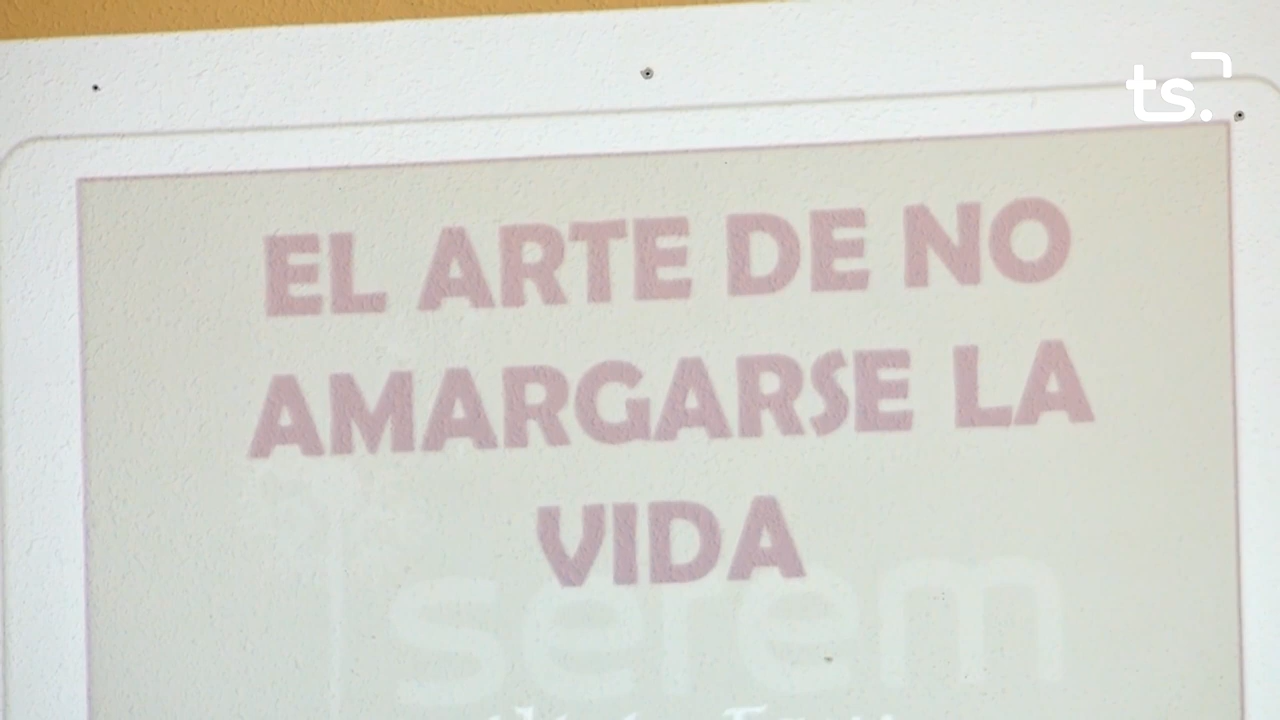 ts.
EL ARTE DE NO
AMARGARSE LA
VIDA
serem